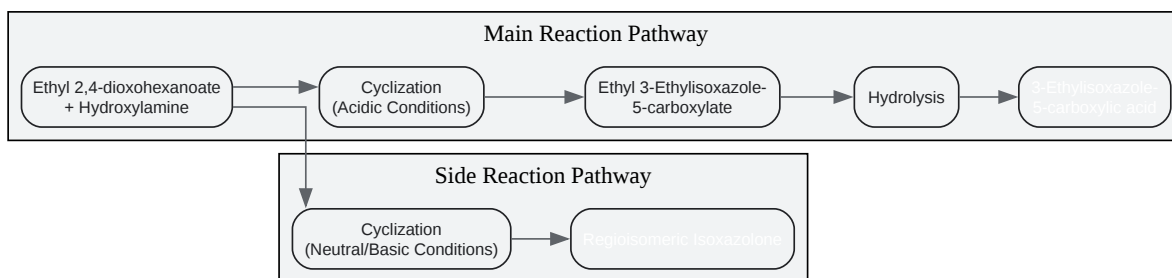 Main Reaction Pathway
Ethyl 2,4-dioxohexanoate
+ Hydroxylamine
Cyclization
(Acidic Conditions)
Ethyl 3-Ethylisoxazole-
5-carboxylate
Hydrolysis
3-Ethylisoxazole-
5-carboxylic acid
Side Reaction Pathway
Cyclization
(Neutral/Basic Conditions)
Regioisomeric Isoxazolone